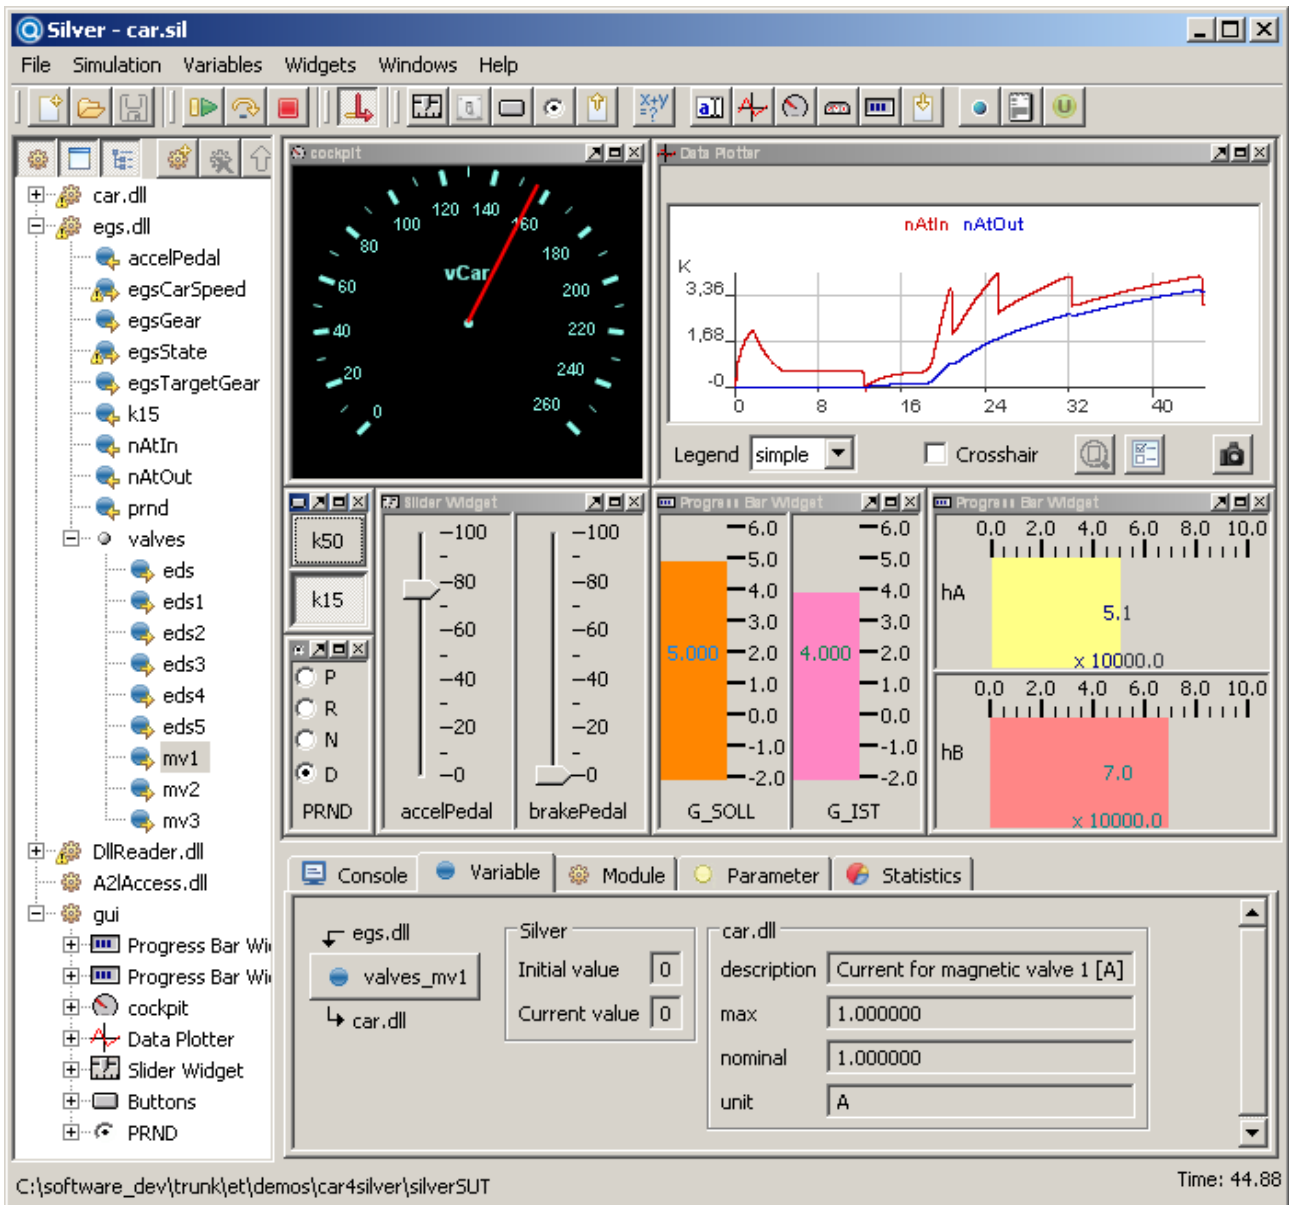 Silver - car.sil
File Simulation Variables Widgets Windows Help
X+Y
=?
aI
U
car.dll
egs.dll
accelPedal
egsCarSpeed
egsGear
egsState
egsTargetGear
k15
nAtIn
nAtOut
prnd
valves
eds
eds1
eds2
eds3
eds4
eds5
mv1
mv2
mv3
DllReader.dll
A2lAccess.dll
gui
Progress Bar Wi
Progress Bar Wi
cockpit
Data Plotter
Slider Widget
Buttons
PRND
cockpit
0 20 40 60 80 100 120 140 160 180 200 220 240 260
vCar
Data Plotter
nAtIn nAtOut
K
3,36
1,68
-0
0 8 16 24 32 40
Legend simple Crosshair
k50
k15
P
R
N
D
PRND
Slider Widget
-100 -100
-80 -80
-60 -60
-40 -40
-20 -20
-0 -0
accelPedal brakePedal
Progress Bar Widget
-6.0 -6.0
-5.0 -5.0
-4.0 -4.0
-3.0 -3.0
5.000 -2.0 4.000 -2.0
-1.0 -1.0
-0.0 -0.0
--1.0 --1.0
--2.0 --2.0
G_SOLL G_IST
Progress Bar Widget
0.0 2.0 4.0 6.0 8.0 10.0
hA
5.1
x 10000.0
0.0 2.0 4.0 6.0 8.0 10.0
hB
7.0
x 10000.0
Console Variable Module Parameter Statistics
egs.dll
valves_mv1
car.dll
Silver
Initial value 0
Current value 0
car.dll
description Current for magnetic valve 1 [A]
max 1.000000
nominal 1.000000
unit A
C:\software_dev\trunk\et\demos\car4silver\silverSUT
Time: 44.88